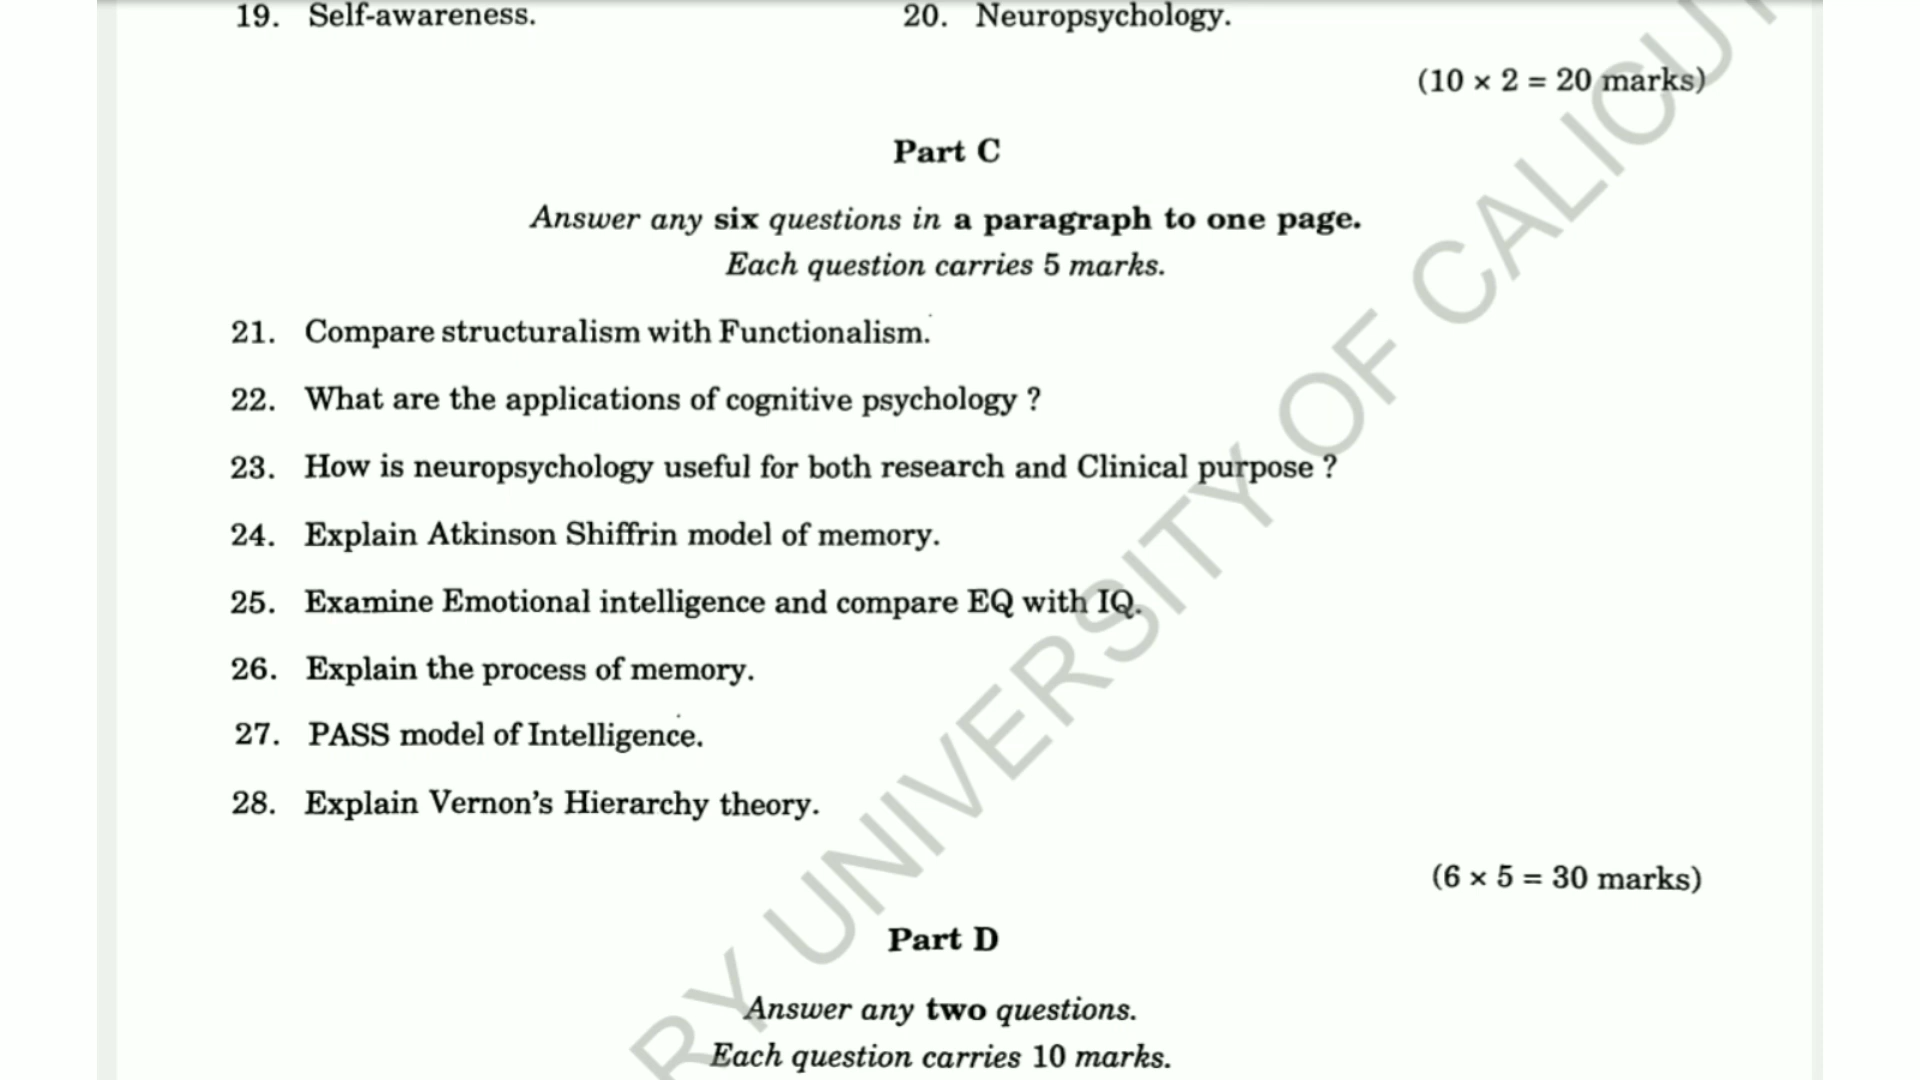 19. Self-awareness. 20. Neuropsychology.
(10 × 2 = 20 marks)
Part C
Answer any six questions in a paragraph to one page.
Each question carries 5 marks.
21. Compare structuralism with Functionalism.
22. What are the applications of cognitive psychology ?
23. How is neuropsychology useful for both research and Clinical purpose ?
24. Explain Atkinson Shiffrin model of memory.
25. Examine Emotional intelligence and compare EQ with IQ.
26. Explain the process of memory.
27. PASS model of Intelligence.
28. Explain Vernon's Hierarchy theory.
(6 × 5 = 30 marks)
Part D
Answer any two questions.
Each question carries 10 marks.
RY UNIVERSITY OF CALICUT